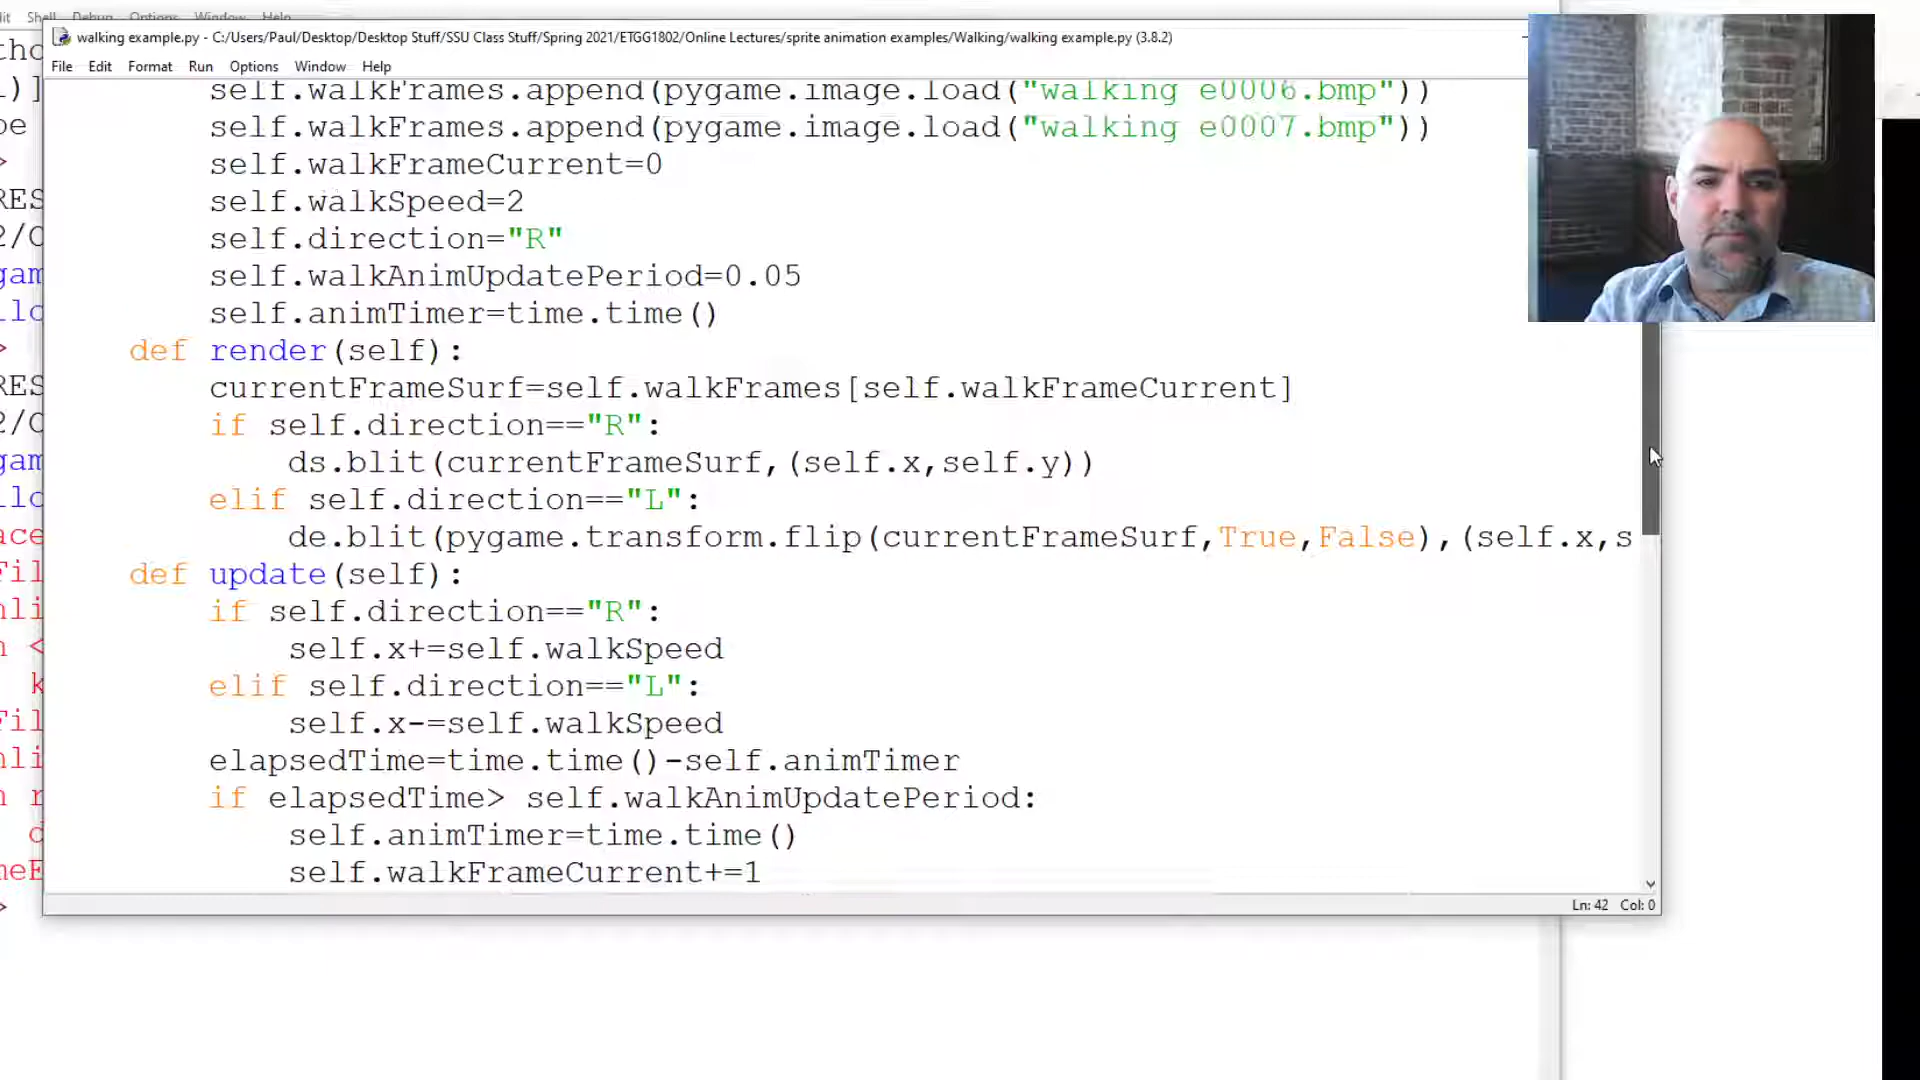 Shell Debug Options Window Help
walking example.py - C:/Users/Paul/Desktop/Desktop Stuff/SSU Class Stuff/Spring 2021/ETGG1802/Online Lectures/sprite animation examples/Walking/walking example.py (3.8.2)
File Edit Format Run Options Window Help
self.walkFrames.append(pygame.image.load("walking e0006.bmp"))
self.walkFrames.append(pygame.image.load("walking e0007.bmp"))
self.walkFrameCurrent=0
self.walkSpeed=2
self.direction="R"
self.walkAnimUpdatePeriod=0.05
self.animTimer=time.time()
def render(self):
currentFrameSurf=self.walkFrames[self.walkFrameCurrent]
if self.direction=="R":
ds.blit(currentFrameSurf,(self.x,self.y))
elif self.direction=="L":
de.blit(pygame.transform.flip(currentFrameSurf,True,False),(self.x,s
def update(self):
if self.direction=="R":
self.x+=self.walkSpeed
elif self.direction=="L":
self.x-=self.walkSpeed
elapsedTime=time.time()-self.animTimer
if elapsedTime> self.walkAnimUpdatePeriod:
self.animTimer=time.time()
self.walkFrameCurrent+=1
Ln: 42 Col: 0